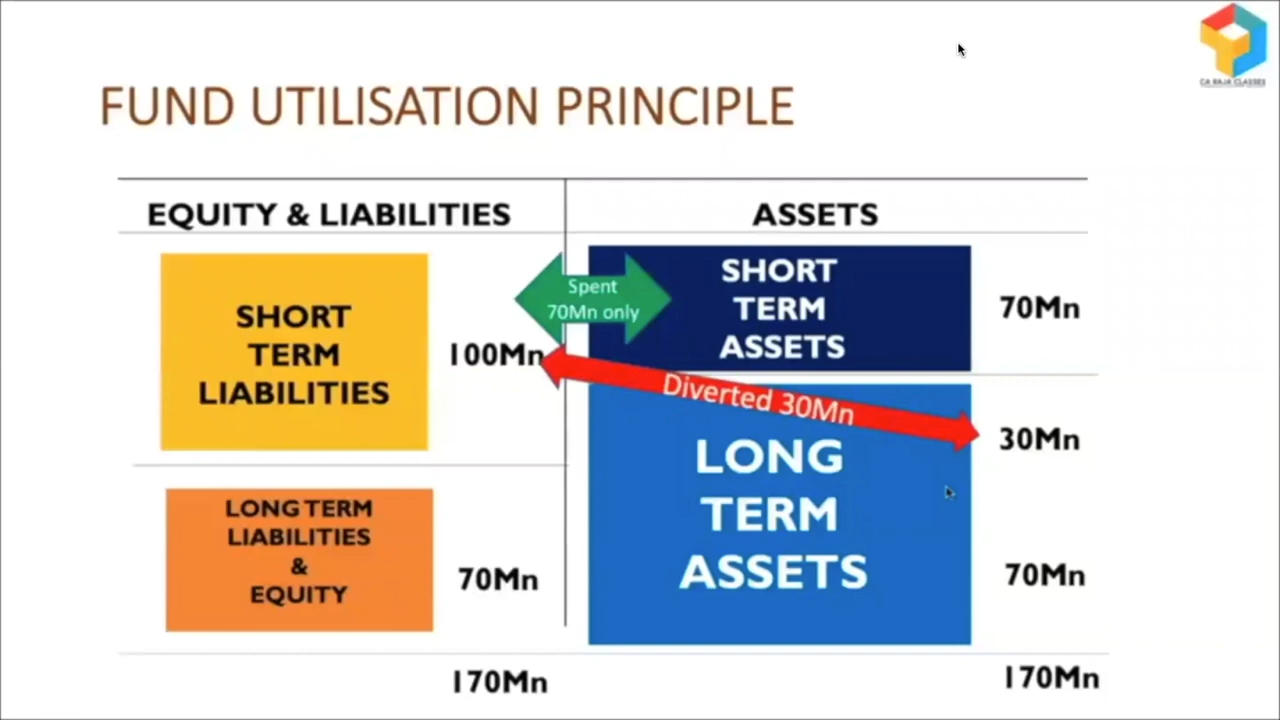 CA RAJA CLASSES
FUND UTILISATION PRINCIPLE
EQUITY & LIABILITIES
ASSETS
SHORT
TERM
LIABILITIES
100Mn
Spent
70Mn only
SHORT
TERM
ASSETS
70Mn
Diverted 30Mn
30Mn
LONG TERM
LIABILITIES
&
EQUITY
70Mn
LONG
TERM
ASSETS
70Mn
170Mn
170Mn